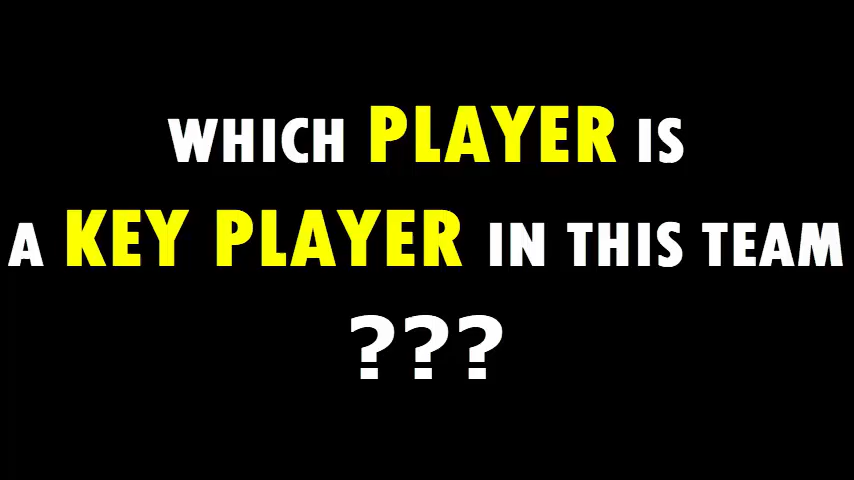 WHICH PLAYER IS
A KEY PLAYER IN THIS TEAM
???